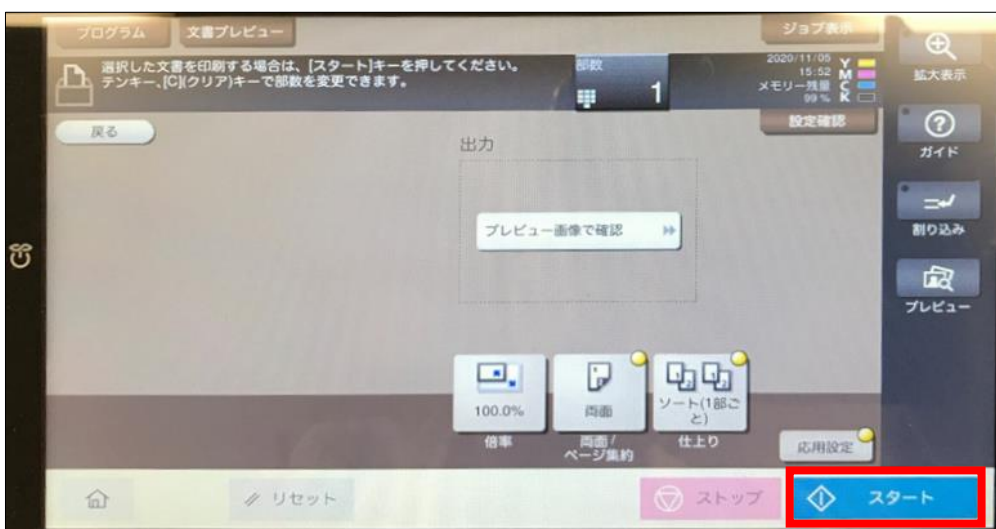 プログラム
文書プレビュー
ジョブ表示
選択した文書を印刷する場合は、[スタート]キーを押してください。
テンキー、[C](クリア)キーで部数を変更できます。
部数
1
2020/11/05
15:52
メモリー残量
99 %
Y
M
C
K
拡大表示
戻る
設定確認
ガイド
出力
プレビュー画像で確認
割り込み
プレビュー
100.0%
両面
ソート(1部ご
と)
倍率
両面/
ページ集約
仕上り
応用設定
リセット
ストップ
スタート